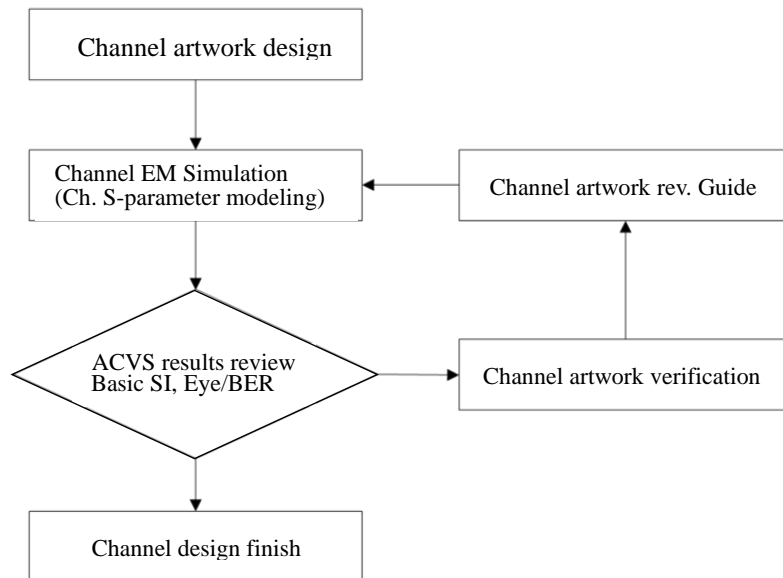 Channel artwork design
Channel EM Simulation
(Ch. S-parameter modeling)
Channel artwork rev. Guide
ACVS results review
Basic SI, Eye/BER
Channel artwork verification
Channel design finish